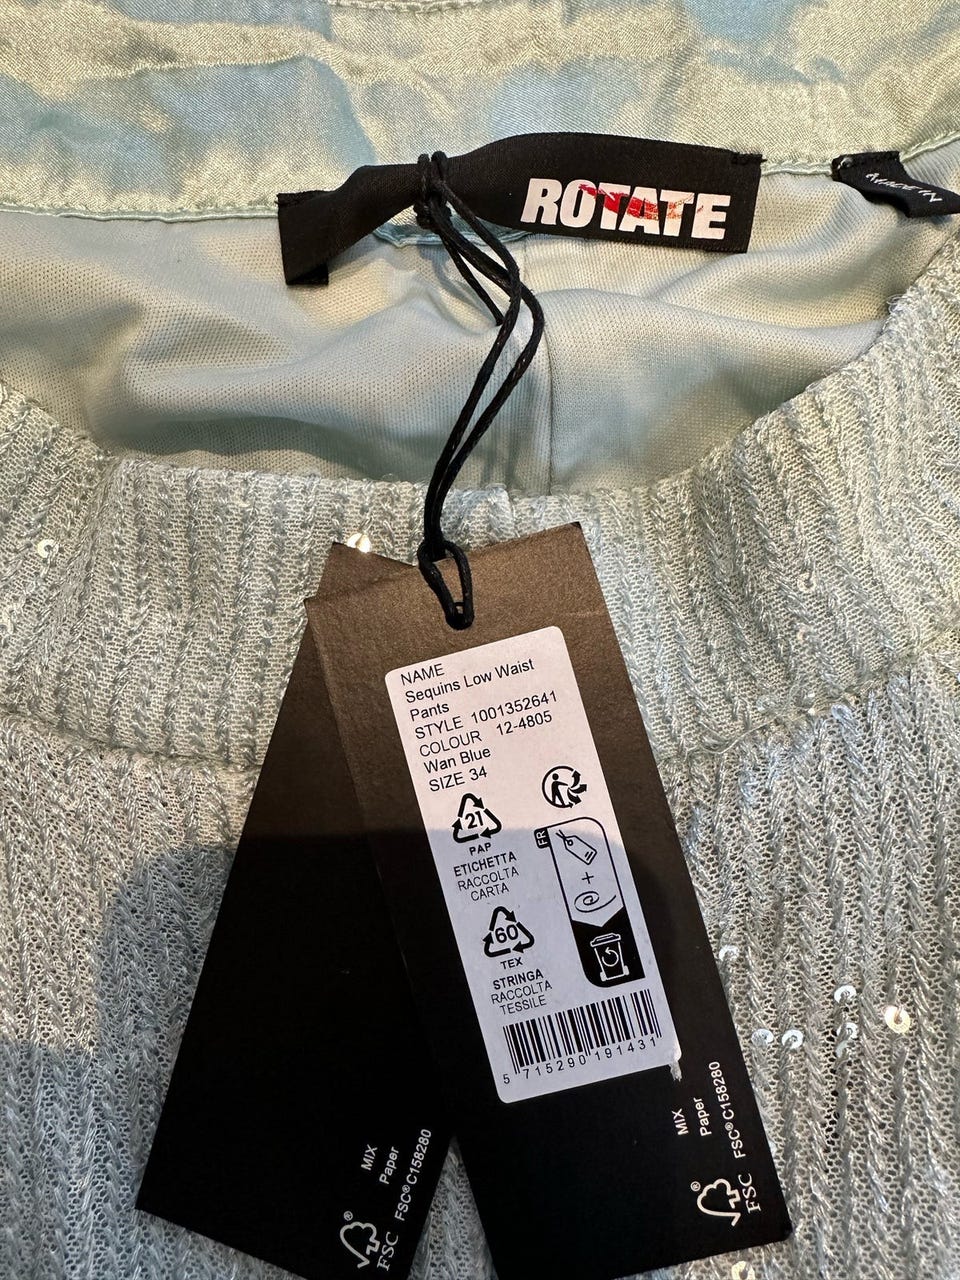 ROTATE
MADE IN
NAME
Sequins Low Waist
Pants
STYLE 1001352641
COLOUR 12-4805
Wan Blue
SIZE 34
21
PAP
ETICHETTA
RACCOLTA
CARTA
FR
+
@
60
TEX
STRINGA
RACCOLTA
TESSILE
5 715290 191431
MIX
Paper
FSC® C158280
FSC®
MIX
Paper
FSC® C158280
FSC®